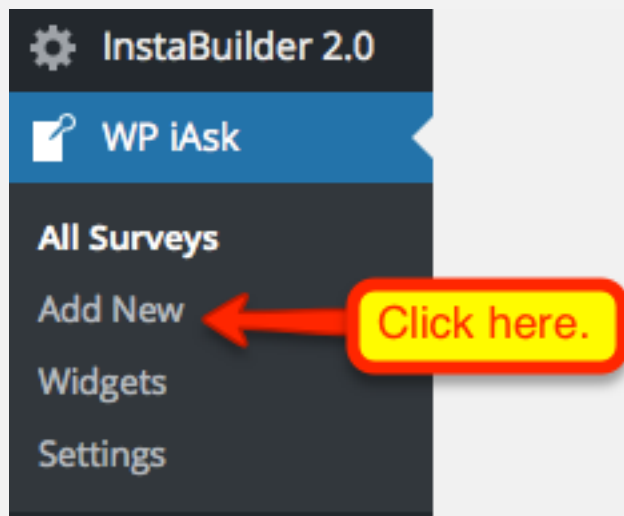 InstaBuilder 2.0
WP iAsk
All Surveys
Add New
Click here.
Widgets
Settings